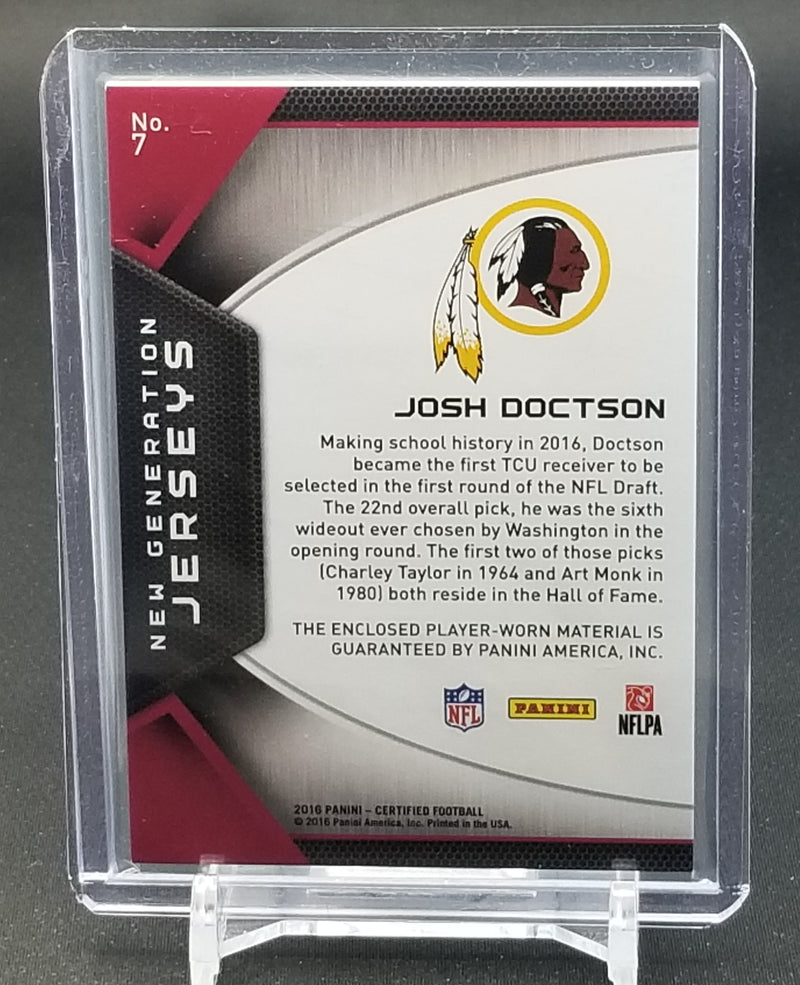 No.
7
NEW GENERATION
JERSEYS
JOSH DOCTSON
Making school history in 2016, Doctson
became the first TCU receiver to be
selected in the first round of the NFL Draft.
The 22nd overall pick, he was the sixth
wideout ever chosen by Washington in the
opening round. The first two of those picks
(Charley Taylor in 1964 and Art Monk in
1980) both reside in the Hall of Fame.
THE ENCLOSED PLAYER-WORN MATERIAL IS
GUARANTEED BY PANINI AMERICA, INC.
NFL
PANINI
NFLPA
2016 PANINI – CERTIFIED FOOTBALL
© 2016 Panini America, Inc. Printed in the USA.